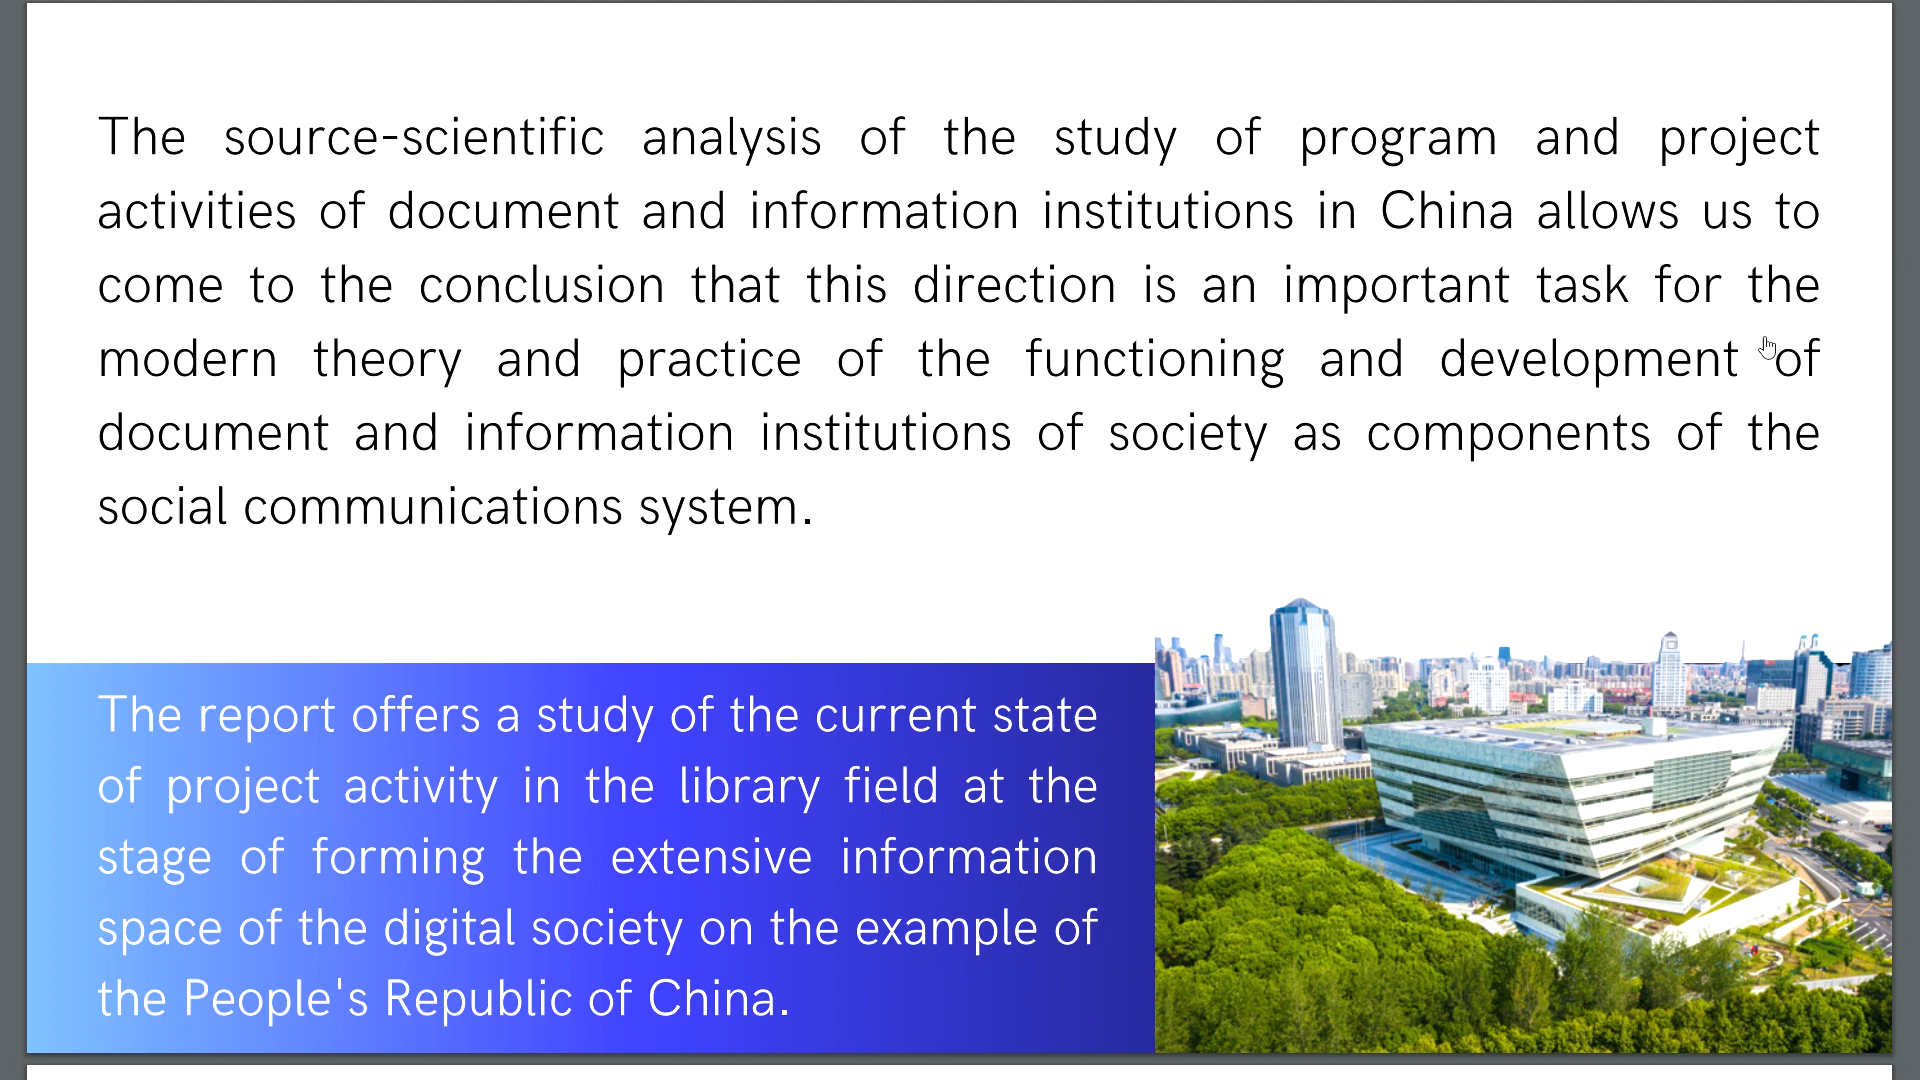 The source-scientific analysis of the study of program and project
activities of document and information institutions in China allows us to
come to the conclusion that this direction is an important task for the
modern theory and practice of the functioning and development of
document and information institutions of society as components of the
social communications system.
The report offers a study of the current state
of project activity in the library field at the
stage of forming the extensive information
space of the digital society on the example of
the People's Republic of China.